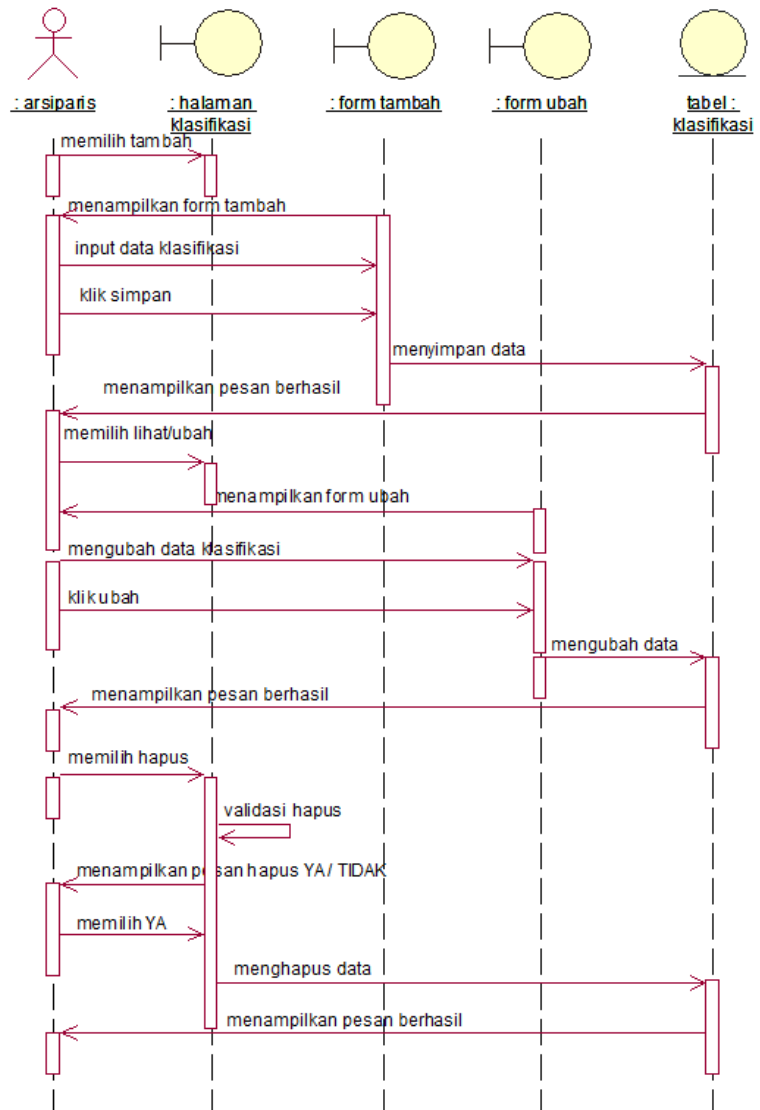 : arsiparis
: halaman
klasifikasi
: form tambah
: form ubah
tabel :
klasifikasi
memilih tambah
menampilkan form tambah
input data klasifikasi
klik simpan
menyimpan data
menampilkan pesan berhasil
memilih lihat/ubah
menampilkan form ubah
mengubah data klasifikasi
klik ubah
mengubah data
menampilkan pesan berhasil
memilih hapus
validasi hapus
menampilkan pesan hapus YA / TIDAK
memilih YA
menghapus data
menampilkan pesan berhasil